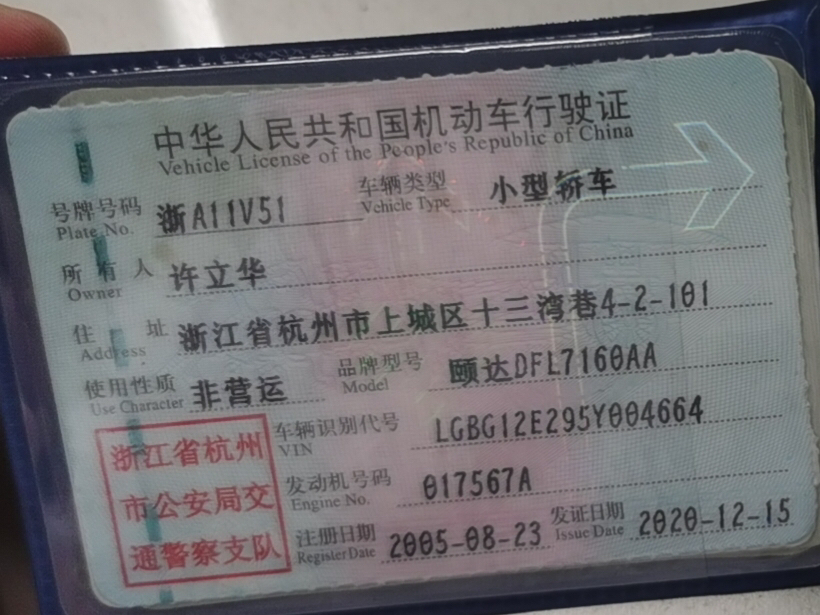 中华人民共和国机动车行驶证
Vehicle License of the People's Republic of China
号牌号码 浙A11V51 车辆类型 小型轿车
Plate No. Vehicle Type
所有人 许立华
Owner
住址 浙江省杭州市上城区十三湾巷4-2-101
Address
使用性质 非营运 品牌型号 颐达DFL7160AA
Use Character Model
浙江省杭州
市公安局交
通警察支队
车辆识别代号 LGBG12E295Y004664
VIN
发动机号码 017567A
Engine No.
注册日期 2005-08-23 发证日期 2020-12-15
Register Date Issue Date